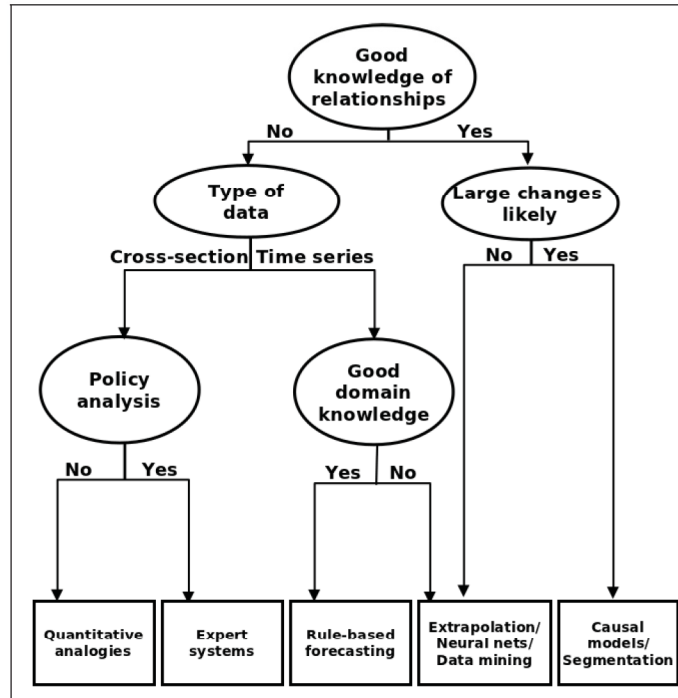 Good
knowledge of
relationships
No Yes
Type of
data
Large changes
likely
Cross-section Time series
No Yes
Policy
analysis
Good
domain
knowledge
No Yes
Yes No
Quantitative
analogies
Expert
systems
Rule-based
forecasting
Extrapolation/
Neural nets/
Data mining
Causal
models/
Segmentation